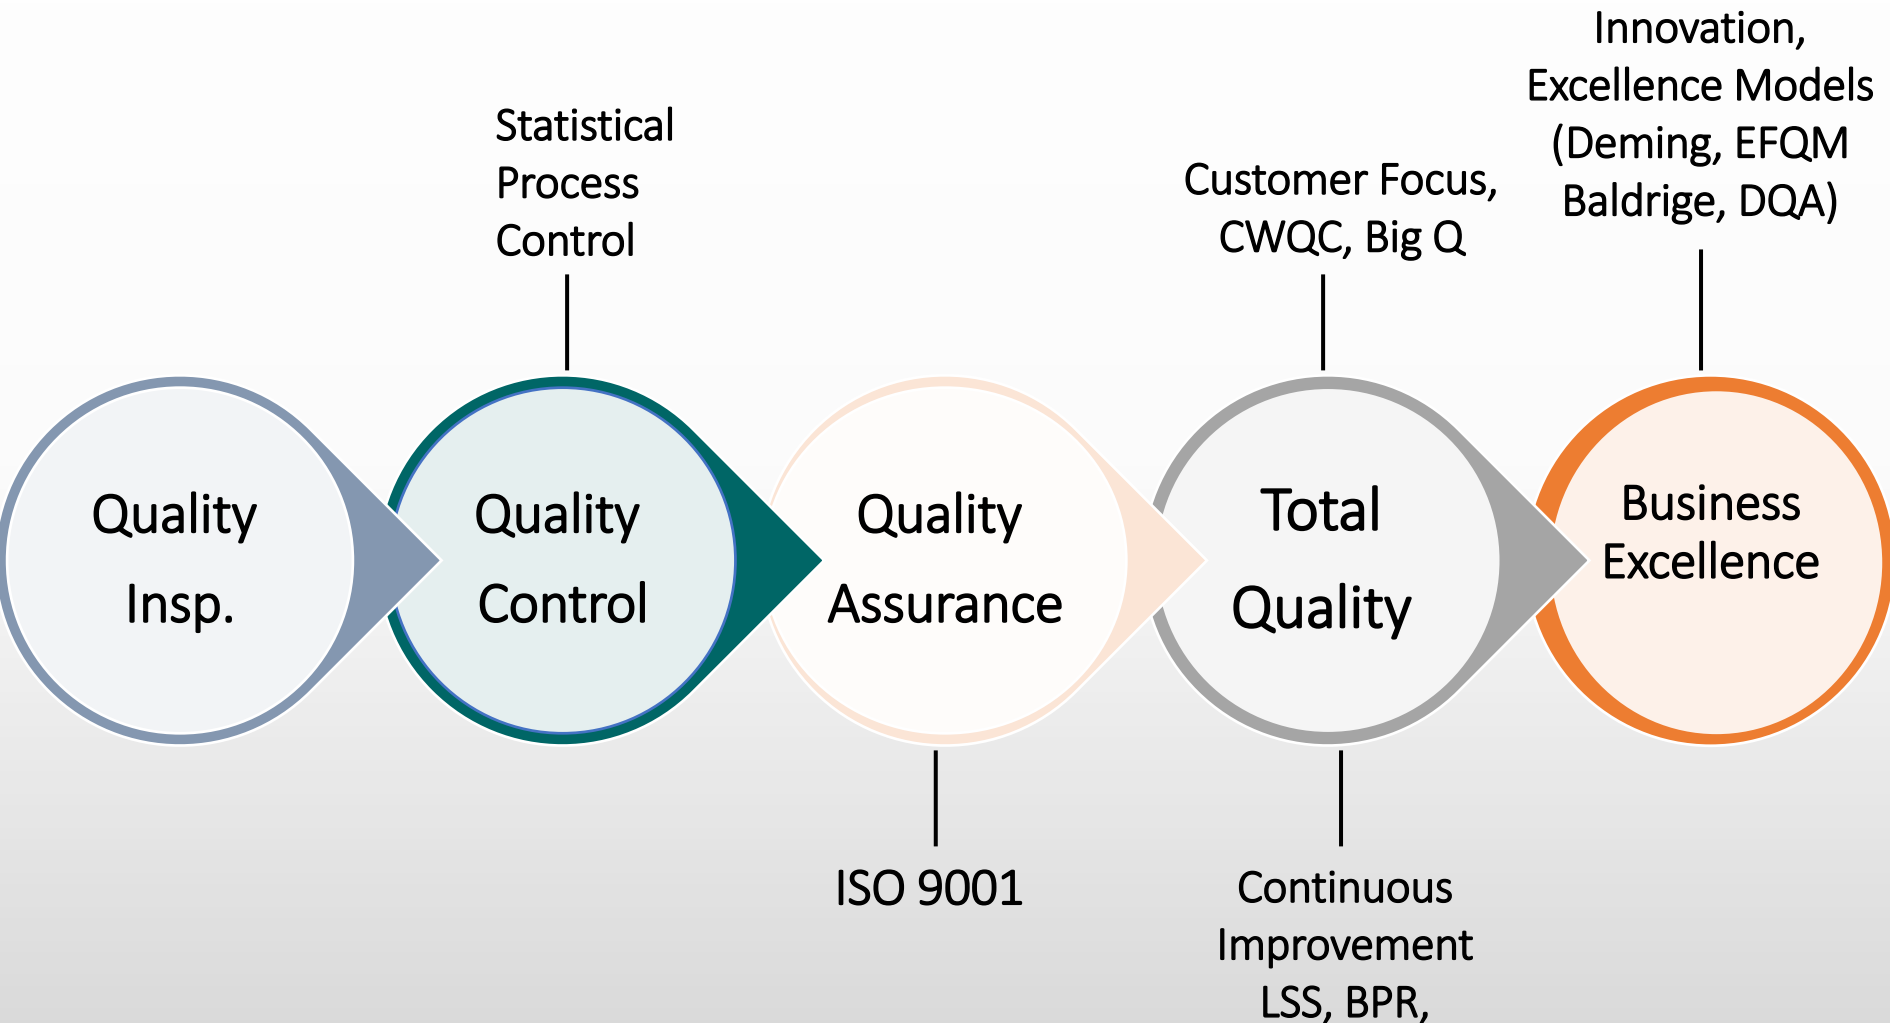 Innovation,
Excellence Models
(Deming, EFQM
Baldrige, DQA)
Statistical
Process
Control
Customer Focus,
CWQC, Big Q
Quality
Insp.
Quality
Control
Quality
Assurance
Total
Quality
Business
Excellence
ISO 9001
Continuous
Improvement
LSS, BPR,